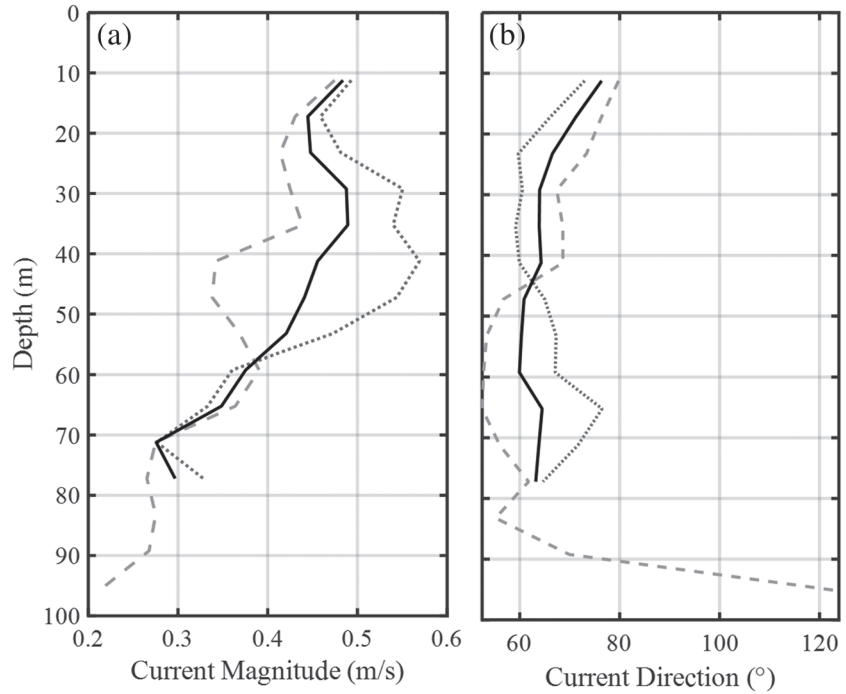 (a)
(b)
0
10
20
30
40
50
60
70
80
90
100
Depth (m)
0.2 0.3 0.4 0.5 0.6
60 80 100 120
Current Magnitude (m/s)
Current Direction (°)